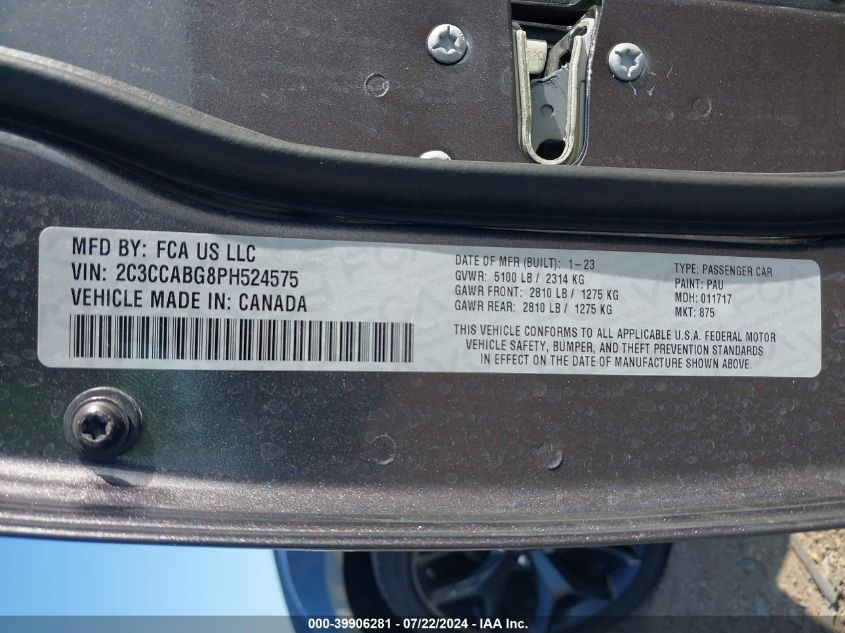 MFD BY: FCA US LLC
VIN: 2C3CCABG8PH524575
VEHICLE MADE IN: CANADA
DATE OF MFR (BUILT): 1-23
GVWR: 5100 LB / 2314 KG
GAWR FRONT: 2810 LB / 1275 KG
GAWR REAR: 2810 LB / 1275 KG
TYPE: PASSENGER CAR
PAINT: PAU
MDH: 011717
MKT: 875
THIS VEHICLE CONFORMS TO ALL APPLICABLE U.S.A. FEDERAL MOTOR
VEHICLE SAFETY, BUMPER, AND THEFT PREVENTION STANDARDS
IN EFFECT ON THE DATE OF MANUFACTURE SHOWN ABOVE.
000-39906281 - 07/22/2024 - IAA Inc.